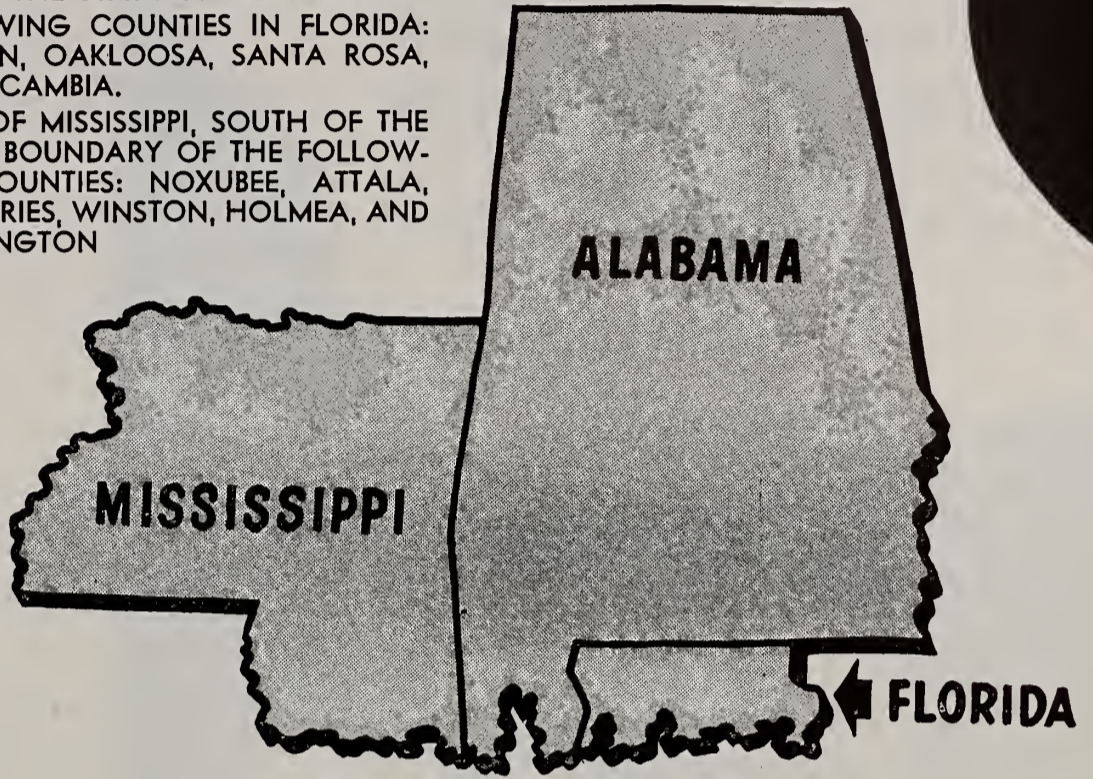 WING COUNTIES IN FLORIDA:
N, OAKLOOSA, SANTA ROSA,
CAMBIA.
OF MISSISSIPPI, SOUTH OF THE
BOUNDARY OF THE FOLLOW-
OUNTIES: NOXUBEE, ATTALA,
RIES, WINSTON, HOLMEA, AND
NGTON
ALABAMA
MISSISSIPPI
FLORIDA